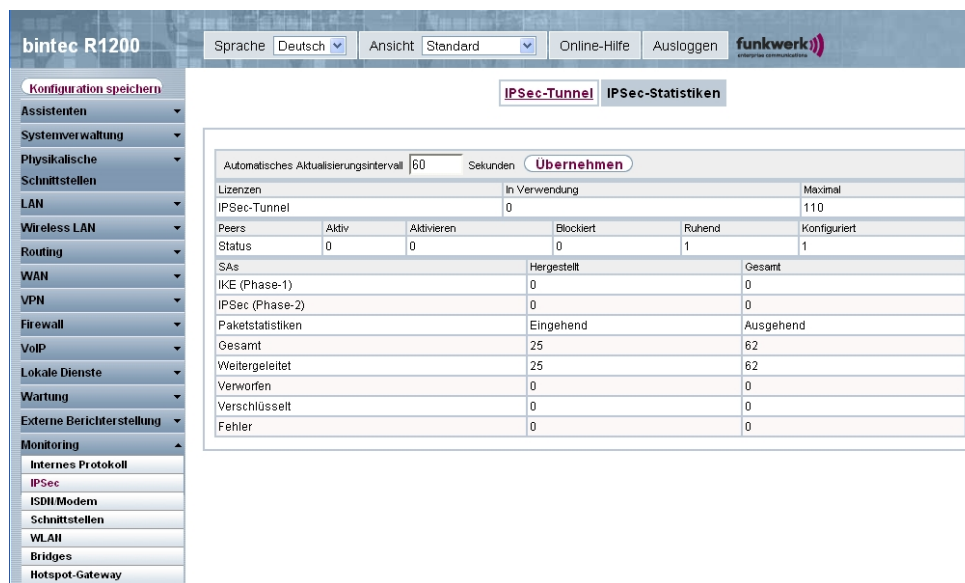 bintec R1200
Sprache Deutsch Ansicht Standard Online-Hilfe Ausloggen funkwerk
enterprise communications
Konfiguration speichern
Assistenten
Systemverwaltung
Physikalische
Schnittstellen
LAN
Wireless LAN
Routing
WAN
VPN
Firewall
VoIP
Lokale Dienste
Wartung
Externe Berichterstellung
Monitoring
Internes Protokoll
IPSec
ISDN/Modem
Schnittstellen
WLAN
Bridges
Hotspot-Gateway
IPSec-Tunnel IPSec-Statistiken
Automatisches Aktualisierungsintervall 60 Sekunden Übernehmen
Lizenzen In Verwendung Maximal
IPSec-Tunnel 0 110
Peers Aktiv Aktivieren Blockiert Ruhend Konfiguriert
Status 0 0 0 1 1
SAs Hergestellt Gesamt
IKE (Phase-1) 0 0
IPSec (Phase-2) 0 0
Paketstatistiken Eingehend Ausgehend
Gesamt 25 62
Weitergeleitet 25 62
Verworfen 0 0
Verschlüsselt 0 0
Fehler 0 0